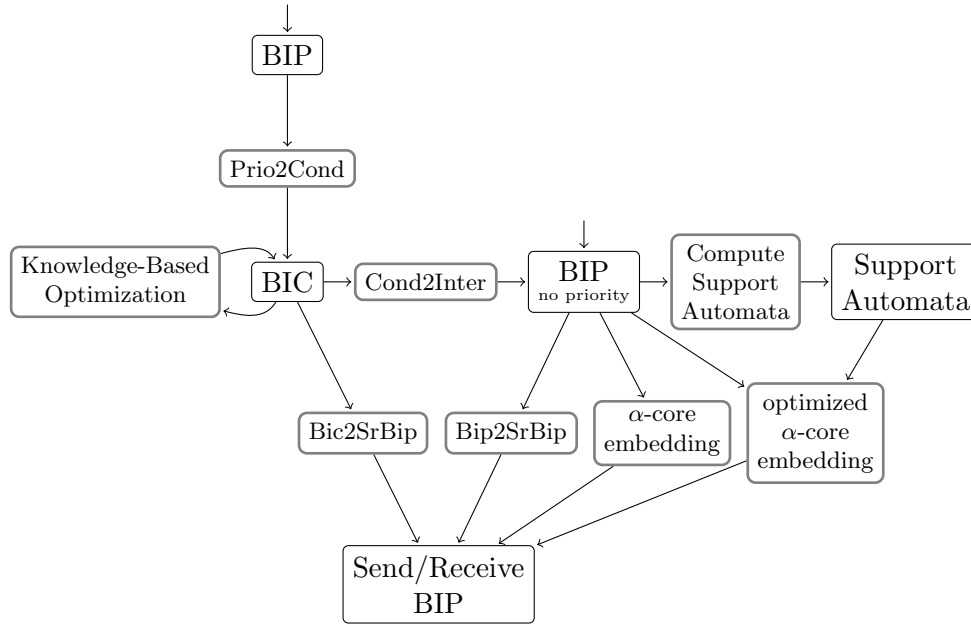 BIP
Prio2Cond
Knowledge-Based
Optimization
BIC
Cond2Inter
BIP
no priority
Compute
Support
Automata
Support
Automata
Bic2SrBip
Bip2SrBip
α-core
embedding
optimized
α-core
embedding
Send/Receive
BIP